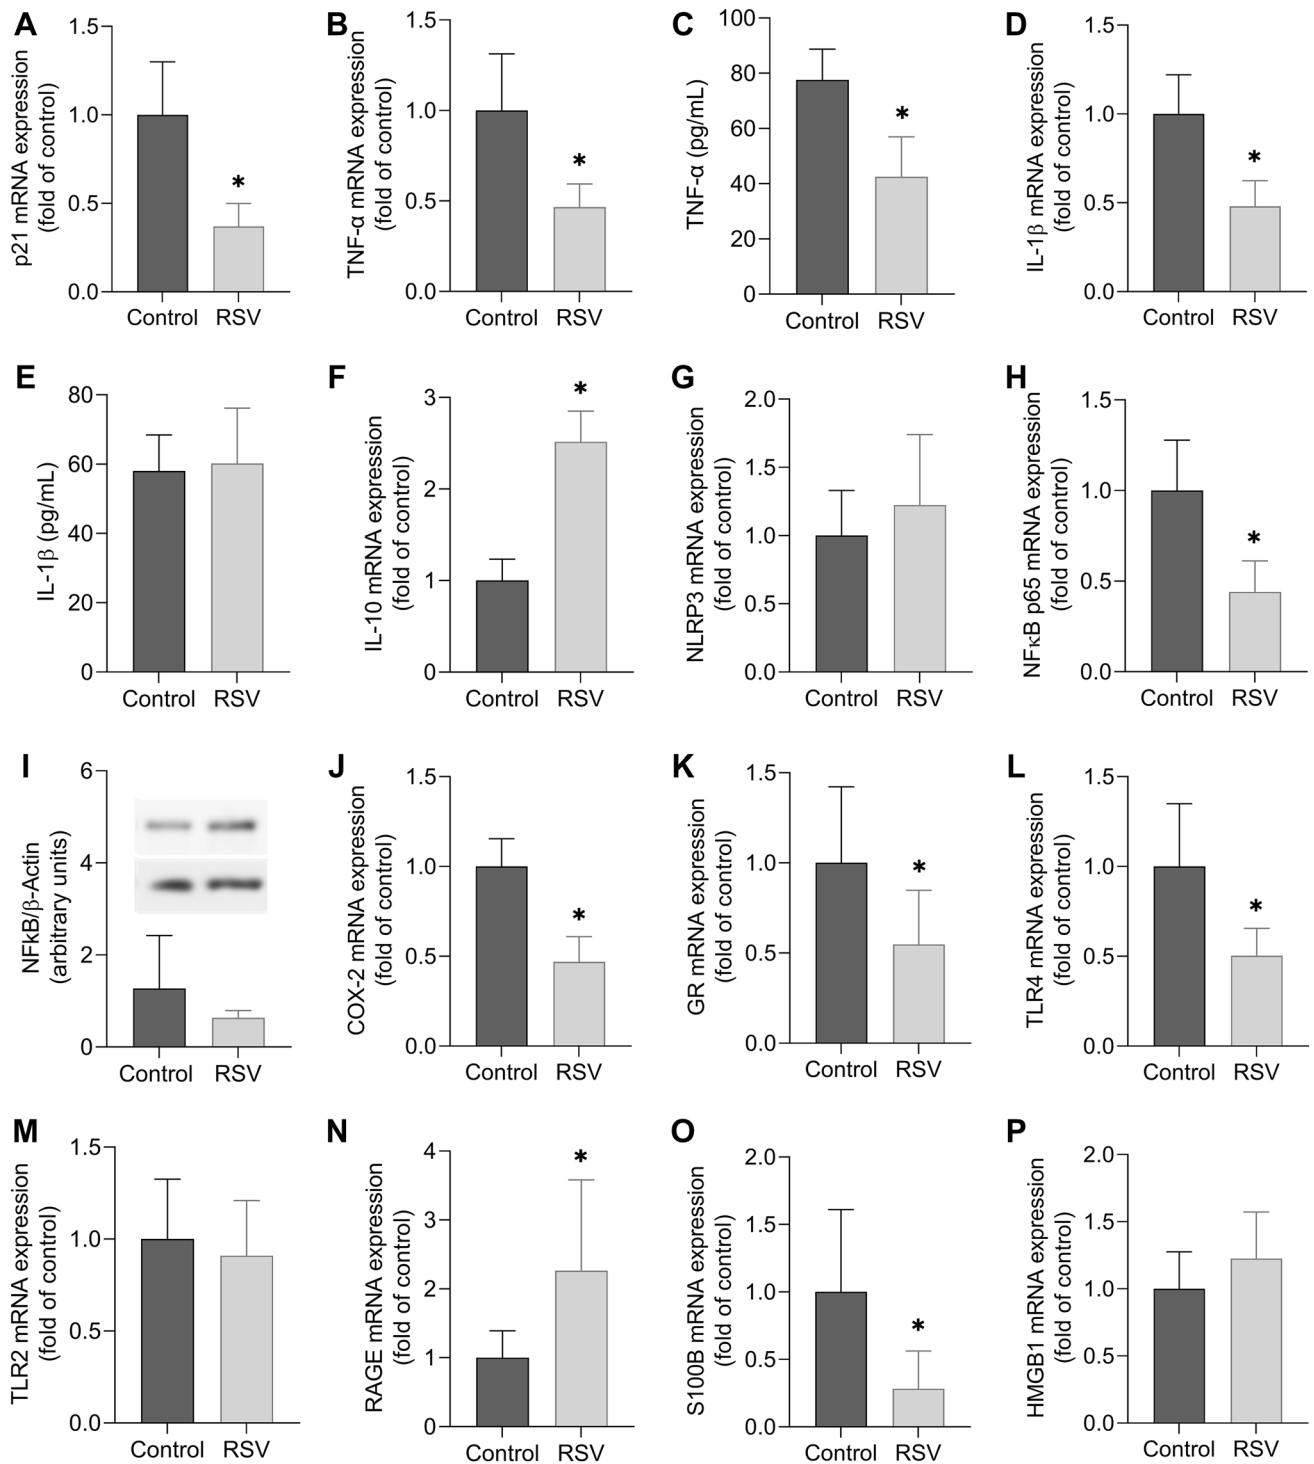 A
p21 mRNA expression
(fold of control)
1.5
1.0
0.5
0.0
*
Control RSV
B
TNF-α mRNA expression
(fold of control)
1.5
1.0
0.5
0.0
*
Control RSV
C
TNF-α (pg/mL)
100
80
60
40
20
0
*
Control RSV
D
IL-1β mRNA expression
(fold of control)
1.5
1.0
0.5
0.0
*
Control RSV
E
IL-1β (pg/mL)
80
60
40
20
0
Control RSV
F
IL-10 mRNA expression
(fold of control)
3
2
1
0
*
Control RSV
G
NLRP3 mRNA expression
(fold of control)
2.0
1.5
1.0
0.5
0.0
Control RSV
H
NFκB p65 mRNA expression
(fold of control)
1.5
1.0
0.5
0.0
*
Control RSV
I
NFkB/β-Actin
(arbitrary units)
6
4
2
0
Control RSV
J
COX-2 mRNA expression
(fold of control)
1.5
1.0
0.5
0.0
*
Control RSV
K
GR mRNA expression
(fold of control)
1.5
1.0
0.5
0.0
*
Control RSV
L
TLR4 mRNA expression
(fold of control)
1.5
1.0
0.5
0.0
*
Control RSV
M
TLR2 mRNA expression
(fold of control)
1.5
1.0
0.5
0.0
Control RSV
N
RAGE mRNA expression
(fold of control)
4
3
2
1
0
*
Control RSV
O
S100B mRNA expression
(fold of control)
2.0
1.5
1.0
0.5
0.0
*
Control RSV
P
HMGB1 mRNA expression
(fold of control)
2.0
1.5
1.0
0.5
0.0
Control RSV